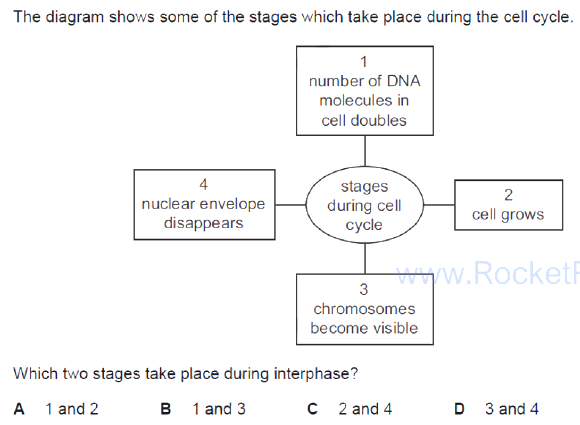 The diagram shows some of the stages which take place during the cell cycle.
1
number of DNA
molecules in
cell doubles
4
nuclear envelope
disappears
stages
during cell
cycle
2
cell grows
www.RocketR
3
chromosomes
become visible
Which two stages take place during interphase?
A 1 and 2 B 1 and 3 C 2 and 4 D 3 and 4